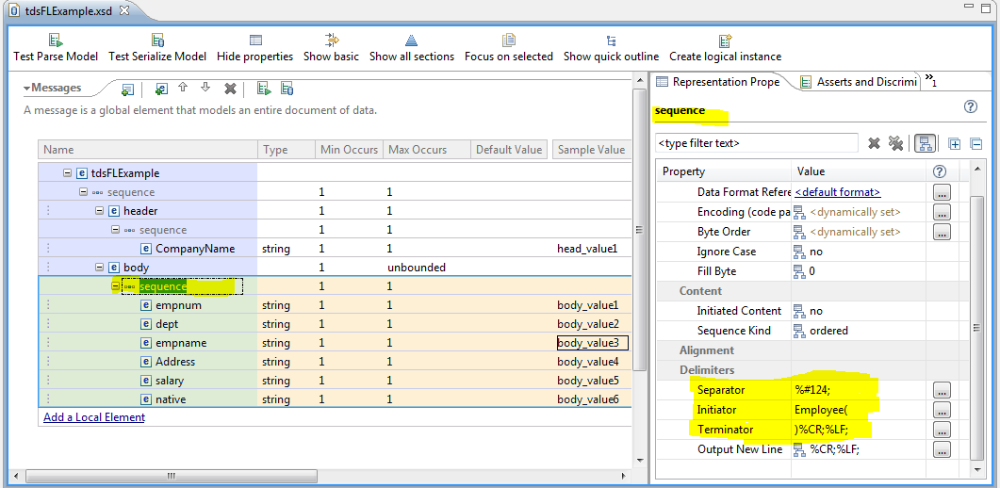 tdsFLExample.xsd
Test Parse Model Test Serialize Model Hide properties Show basic Show all sections Focus on selected Show quick outline Create logical instance
Messages
A message is a global element that models an entire document of data.
Name Type Min Occurs Max Occurs Default Value Sample Value
tdsFLExample
sequence 1 1
header 1 1
sequence 1 1
CompanyName string 1 1 head_value1
body 1 unbounded
sequence 1 1
empnum string 1 1 body_value1
dept string 1 1 body_value2
empname string 1 1 body_value3
Address string 1 1 body_value4
salary string 1 1 body_value5
native string 1 1 body_value6
Add a Local Element
Representation Prope Asserts and Discrimi »1
sequence
<type filter text>
Property Value
Data Format Refere <default format>
Encoding (code pa <dynamically set>
Byte Order <dynamically set>
Ignore Case no
Fill Byte 0
Content
Initiated Content no
Sequence Kind ordered
Alignment
Delimiters
Separator %#124;
Initiator Employee(
Terminator )%CR;%LF;
Output New Line %CR;%LF;